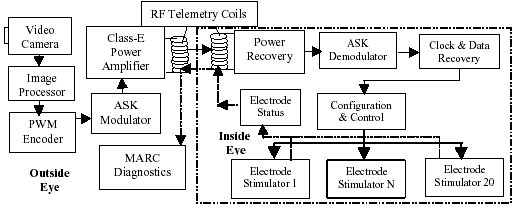 RF Telemetry Coils
Video
Camera
Class-E
Power
Amplifier
Power
Recovery
ASK
Demodulator
Clock & Data
Recovery
Image
Processor
ASK
Modulator
Electrode
Status
Configuration
& Control
PWM
Encoder
Inside
Eye
MARC
Diagnostics
Outside
Eye
Electrode
Stimulator 1
Electrode
Stimulator N
Electrode
Stimulator 20